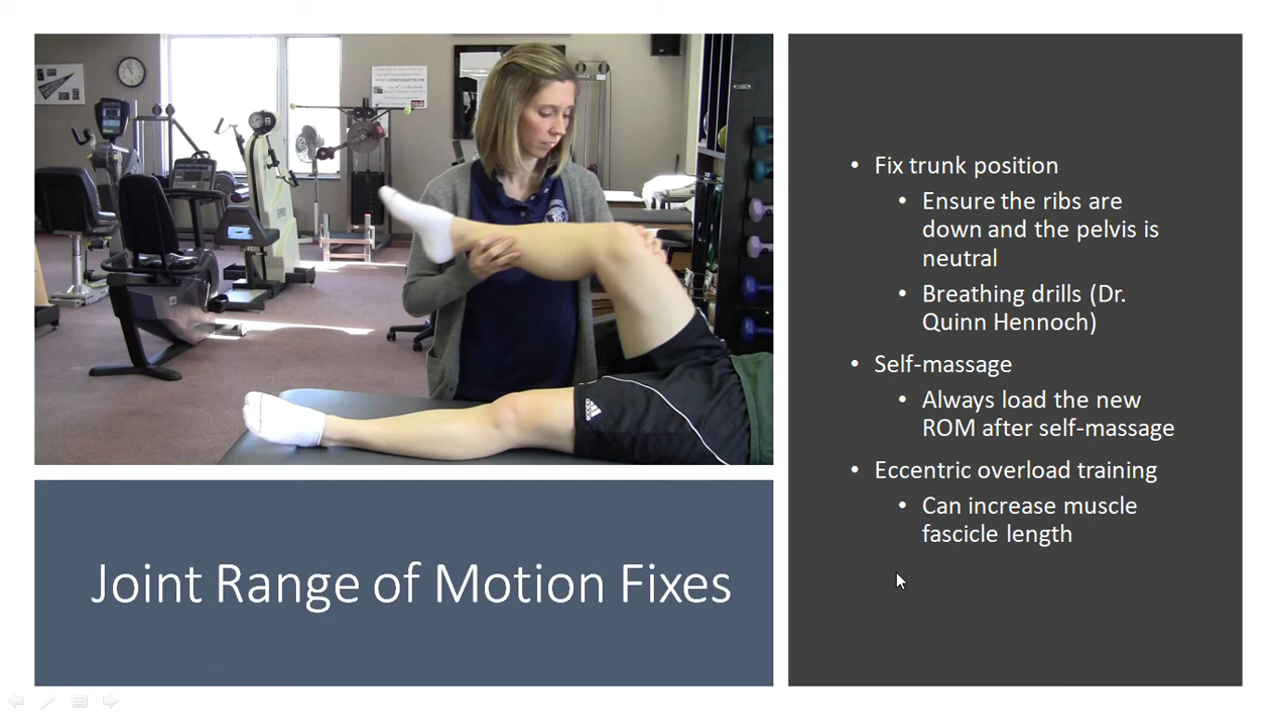 Joint Range of Motion Fixes
• Fix trunk position
• Ensure the ribs are
down and the pelvis is
neutral
• Breathing drills (Dr.
Quinn Hennoch)
• Self-massage
• Always load the new
ROM after self-massage
• Eccentric overload training
• Can increase muscle
fascicle length